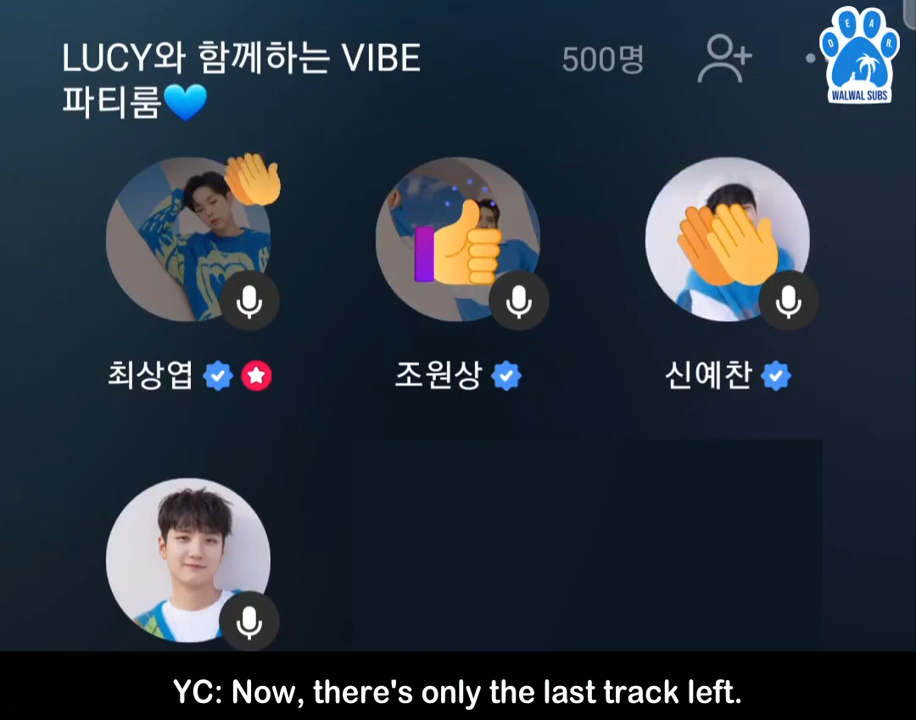 LUCY와 함께하는 VIBE
파티룸💙
500명
DEAR.
WALWAL SUBS
최상엽
조원상
신예찬
YC: Now, there's only the last track left.